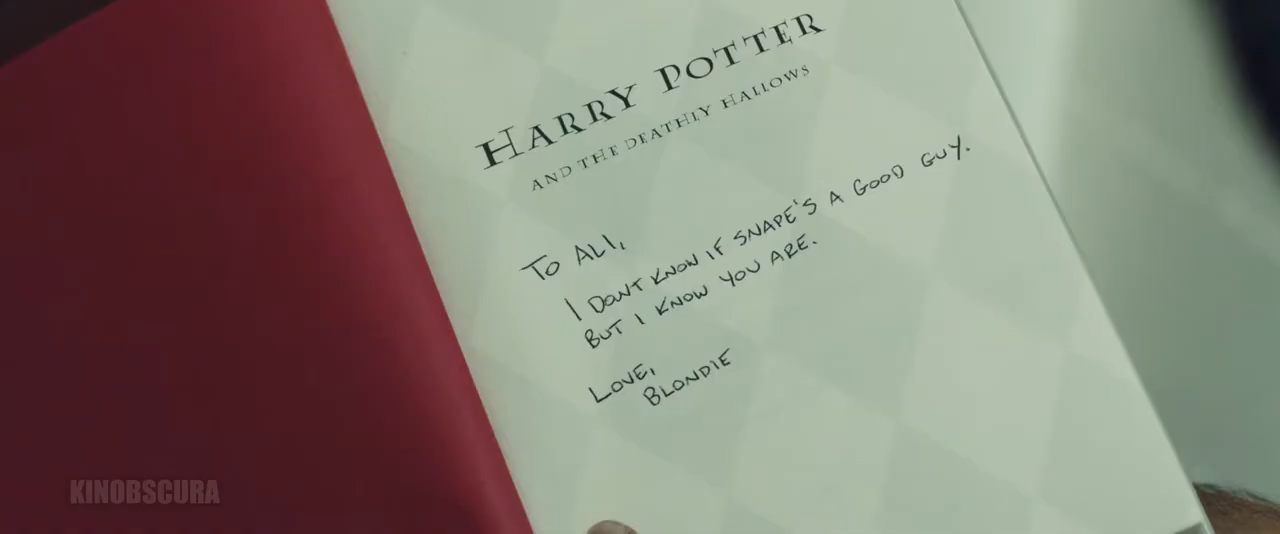 HARRY POTTER
AND THE DEATHLY HALLOWS
TO ALI,
I DONT KNOW IF SNAPE'S A GOOD GUY.
BUT I KNOW YOU ARE.
LOVE,
BLONDIE
KINOBSCURA